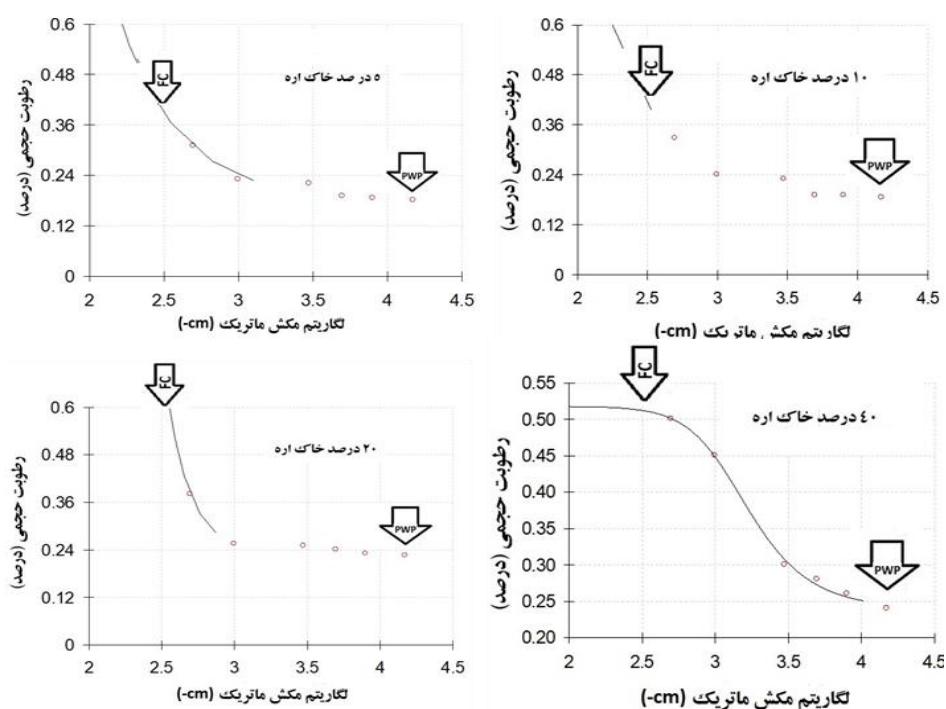 0.6
0.48
0.36
0.24
0.12
0
2
2.5
3
3.5
4
4.5
رطوبت حجمی (درصد)
لگاریتم مکش ماتریک (-cm)
FC
۵ در صد خاک اره
PWP
0.6
0.48
0.36
0.24
0.12
0
2
2.5
3
3.5
4
4.5
رطوبت حجمی (درصد)
لگاریتم مکش ماتریک (-cm)
FC
۱۰ درصد خاک اره
PWP
0.6
0.48
0.36
0.24
0.12
0
2
2.5
3
3.5
4
4.5
رطوبت حجمی (درصد)
لگاریتم مکش ماتریک (-cm)
FC
۲۰ درصد خاک اره
PWP
0.55
0.50
0.45
0.40
0.35
0.30
0.25
0.20
2
2.5
3
3.5
4
4.5
رطوبت حجمی (درصد)
لگاریتم مکش ماتریک (-cm)
FC
۴۰ درصد خاک اره
PWP